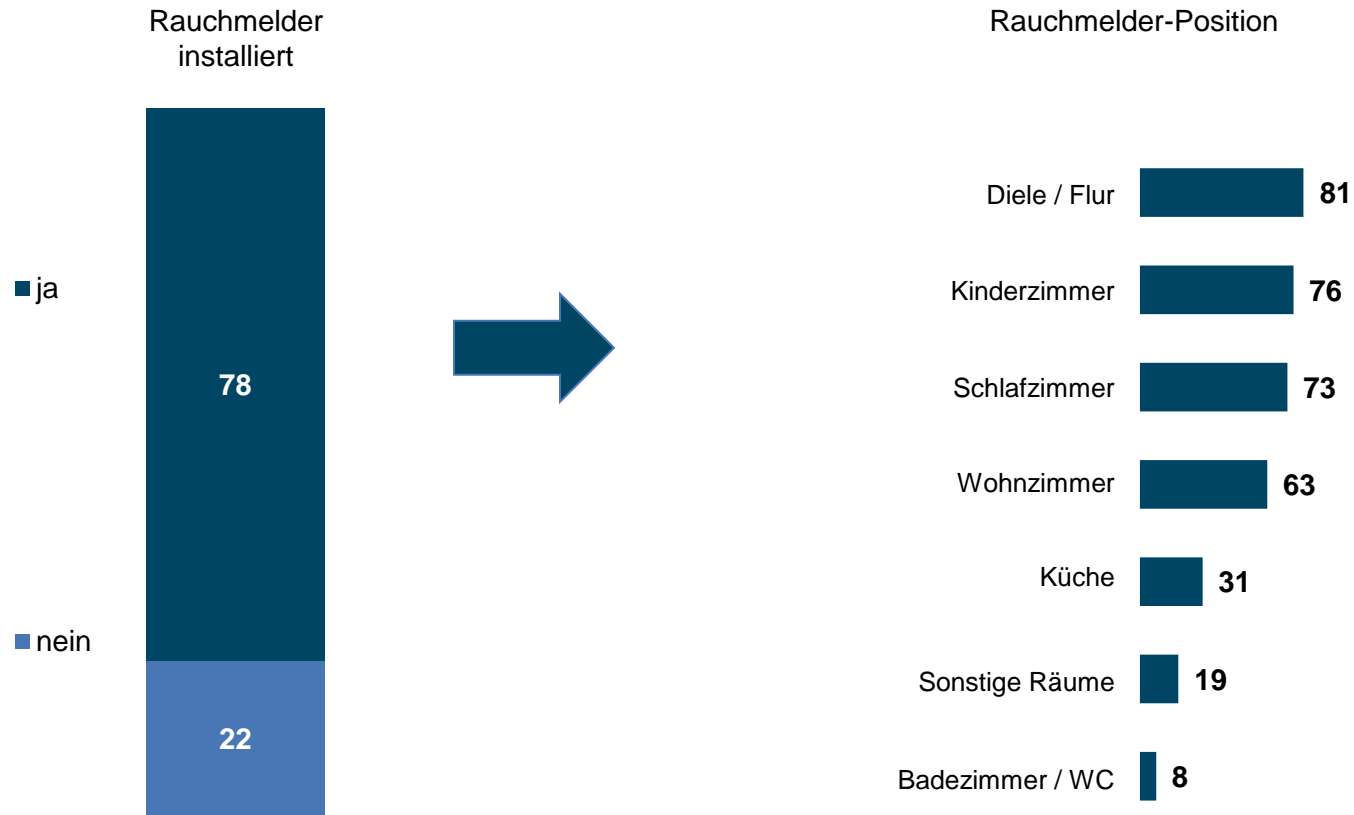 Rauchmelder
installiert
ja
78
nein
22
Rauchmelder-Position
Diele / Flur 81
Kinderzimmer 76
Schlafzimmer 73
Wohnzimmer 63
Küche 31
Sonstige Räume 19
Badezimmer / WC 8